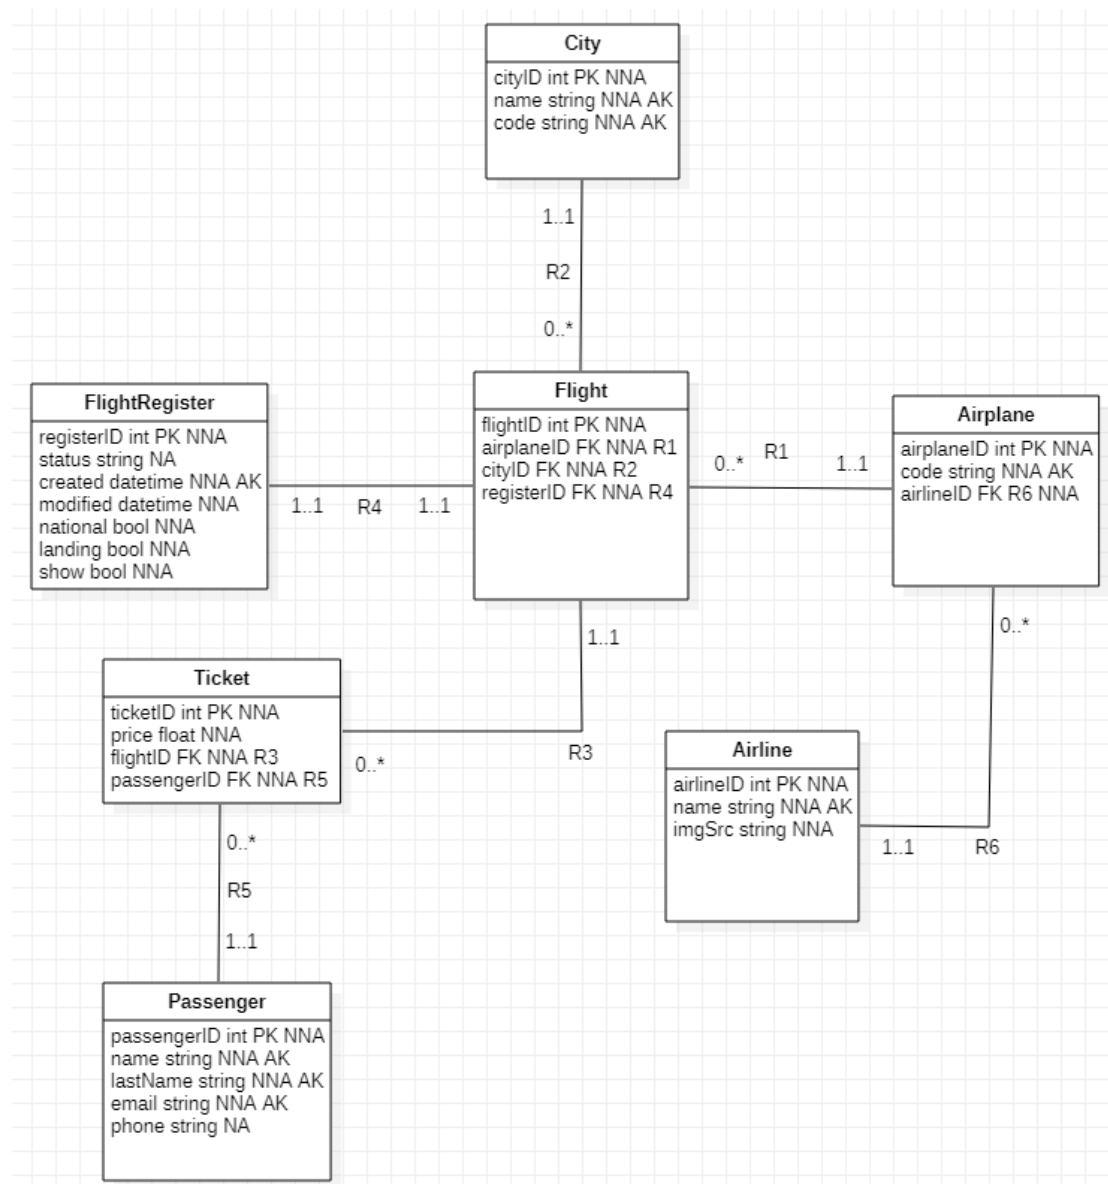 City
cityID int PK NNA
name string NNA AK
code string NNA AK
1..1
R2
0..*
FlightRegister
registerID int PK NNA
status string NA
created datetime NNA AK
modified datetime NNA
national bool NNA
landing bool NNA
show bool NNA
1..1 R4 1..1
Flight
flightID int PK NNA
airplaneID FK NNA R1
cityID FK NNA R2
registerID FK NNA R4
0..* R1 1..1
Airplane
airplaneID int PK NNA
code string NNA AK
airlineID FK R6 NNA
1..1
R3
0..*
0..*
Ticket
ticketID int PK NNA
price float NNA
flightID FK NNA R3
passengerID FK NNA R5
Airline
airlineID int PK NNA
name string NNA AK
imgSrc string NNA
1..1 R6
0..*
R5
1..1
Passenger
passengerID int PK NNA
name string NNA AK
lastName string NNA AK
email string NNA AK
phone string NA